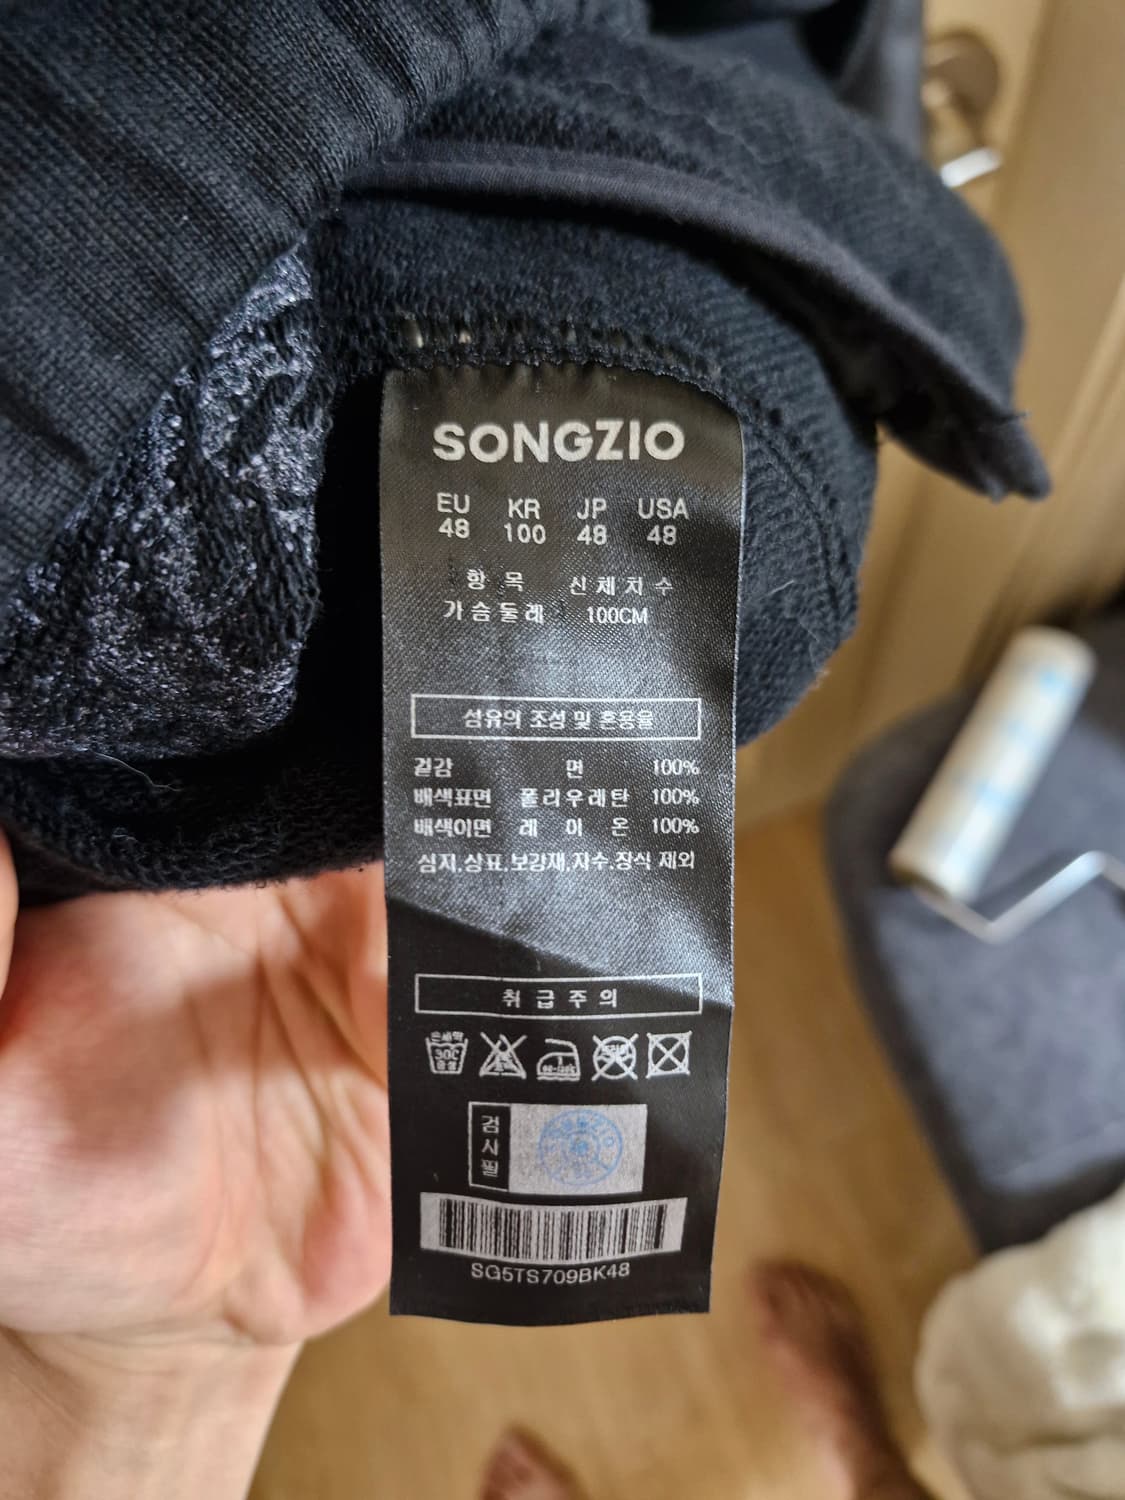 SONGZIO
EU KR JP USA
48 100 48 48
항목 신체치수
가슴둘레 100CM
섬유의 조성 및 혼용율
겉감 면 100%
배색표면 폴리우레탄 100%
배색이면 레이온 100%
심지,상표,보강재,자수,장식 제외
취급주의
검사필
SG5TS709BK48